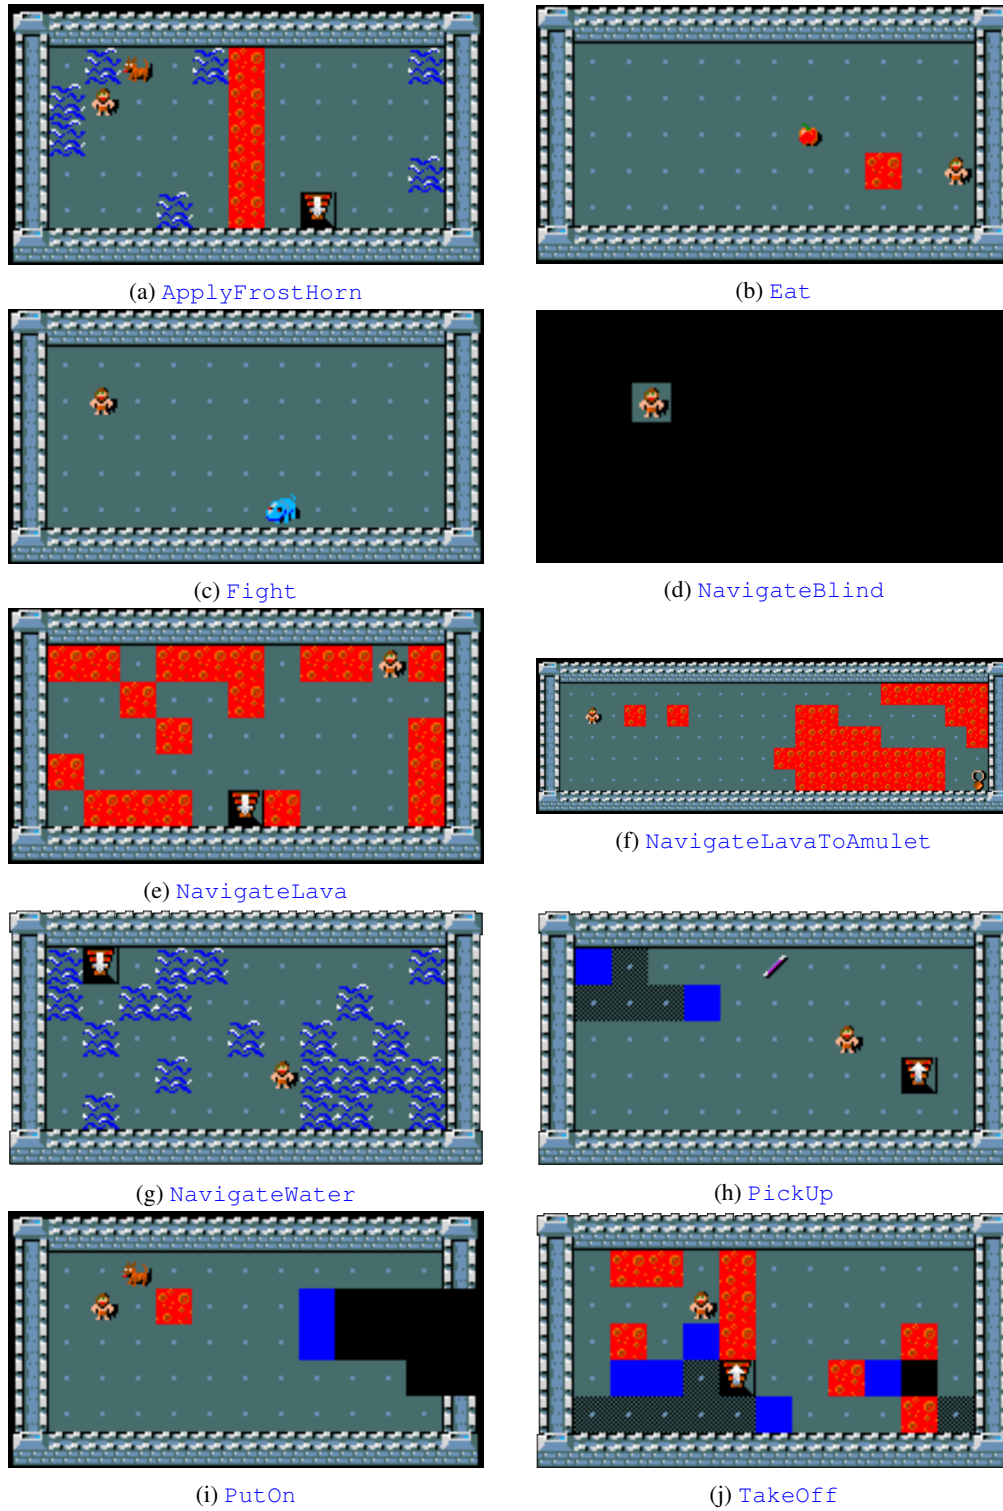 (a) ApplyFrostHorn
(b) Eat
(c) Fight
(d) NavigateBlind
(e) NavigateLava
(f) NavigateLavaToAmulet
(g) NavigateWater
(h) PickUp
(i) PutOn
(j) TakeOff